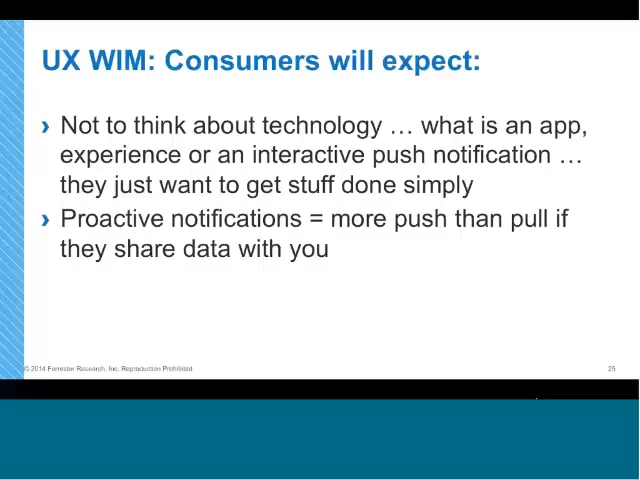 UX WIM: Consumers will expect:
› Not to think about technology … what is an app,
experience or an interactive push notification …
they just want to get stuff done simply
› Proactive notifications = more push than pull if
they share data with you
© 2014 Forrester Research, Inc. Reproduction Prohibited
25